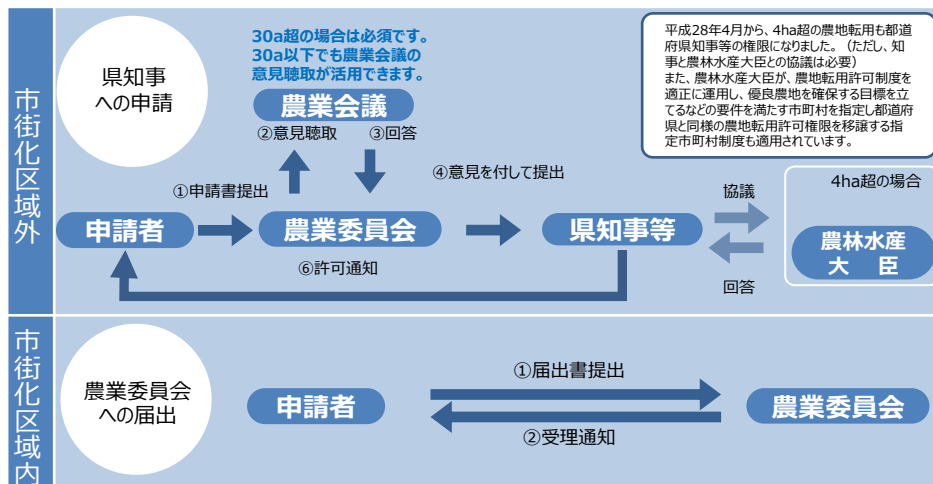 市街化区域外
県知事
への申請
30a超の場合は必須です。
30a以下でも農業会議の
意見聴取が活用できます。
農業会議
②意見聴取
③回答
①申請書提出
④意見を付して提出
申請者
農業委員会
県知事等
⑥許可通知
平成28年4月から、4ha超の農地転用も都道
府県知事等の権限になりました。（ただし、知
事と農林水産大臣との協議は必要）
また、農林水産大臣が、農地転用許可制度を
適正に運用し、優良農地を確保する目標を立
てるなどの要件を満たす市町村を指定し都道府
県と同様の農地転用許可権限を移譲する指
定市町村制度も適用されています。
協議
回答
4ha超の場合
農林水産
大　臣
市街化区域内
農業委員会
への届出
申請者
①届出書提出
②受理通知
農業委員会